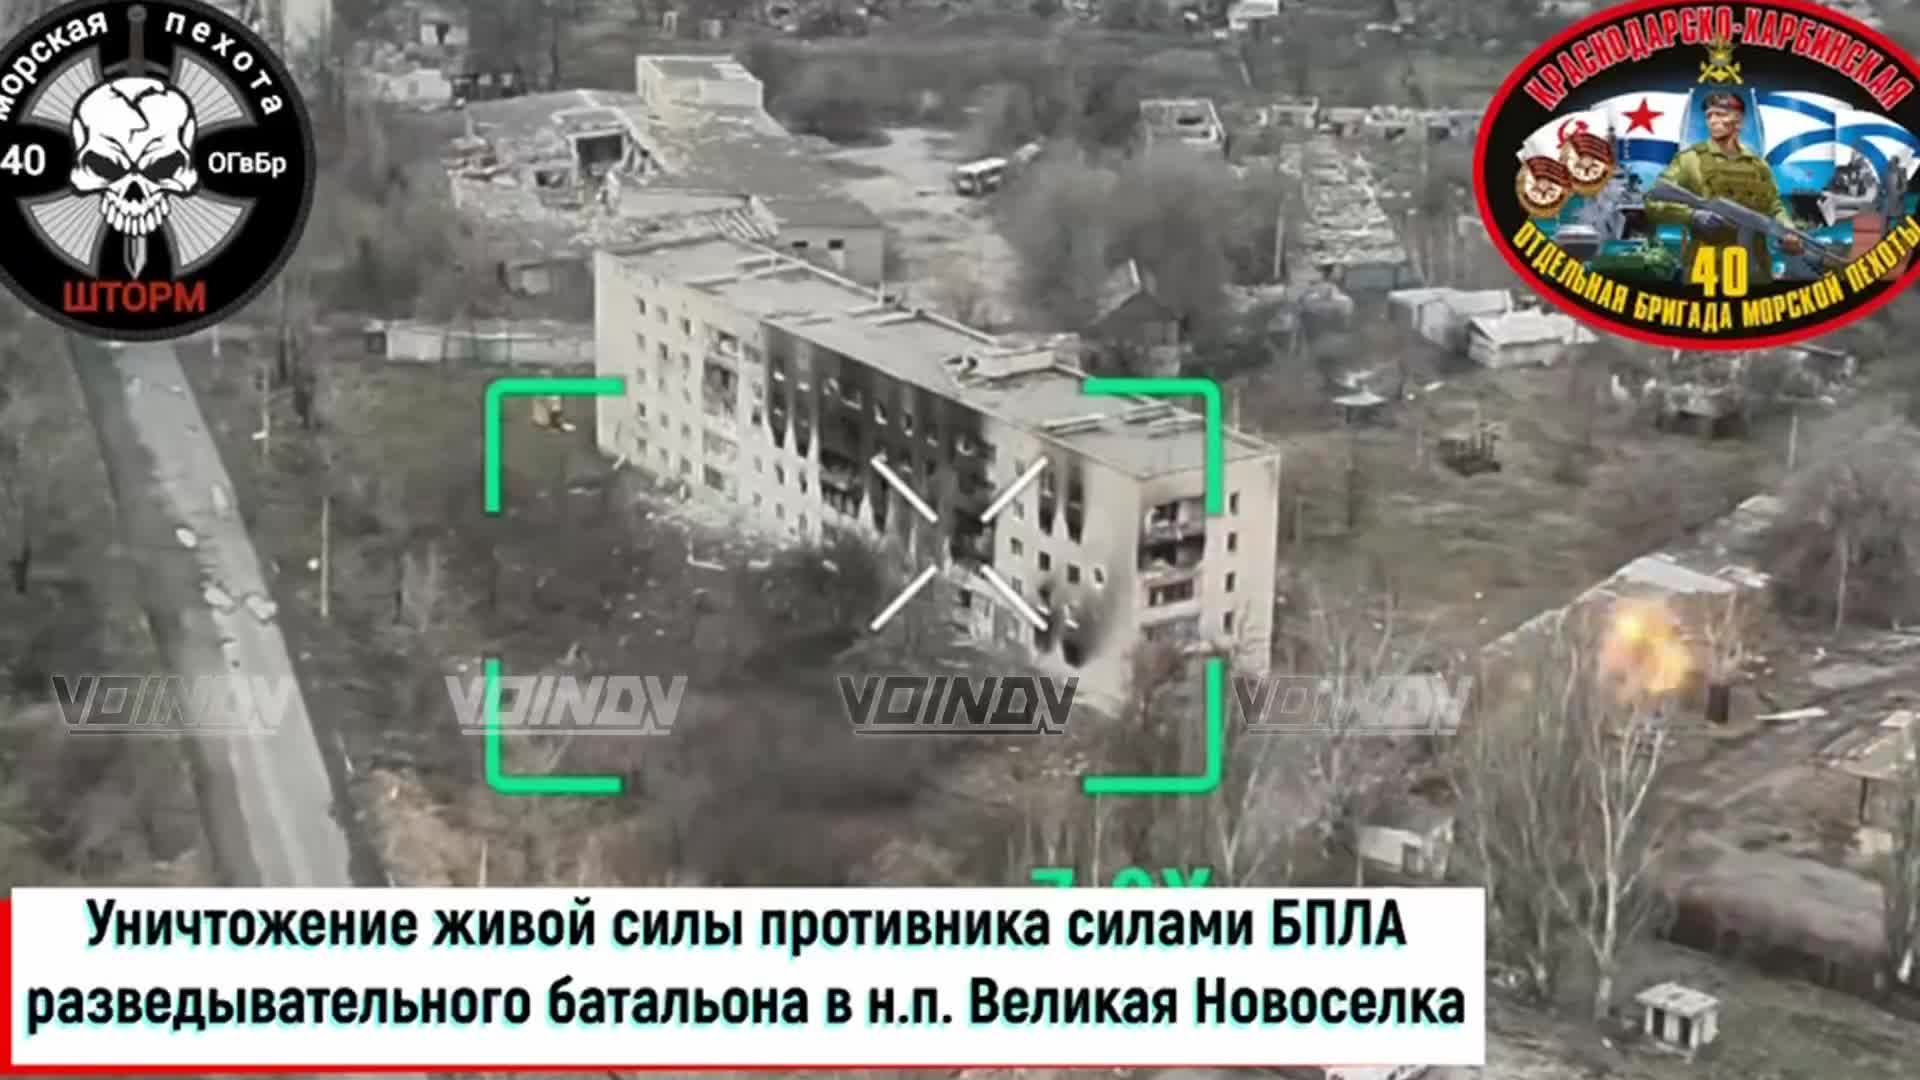 морская пехота
40
ОГвБр
ШТОРМ
КРАСНОДАРСКО-ХАРБИНСКАЯ
40
ОТДЕЛЬНАЯ БРИГАДА МОРСКОЙ ПЕХОТЫ
VOINDV VOINDV VOINDV VOINDV
Уничтожение живой силы противника силами БПЛА
разведывательного батальона в н.п. Великая Новоселка